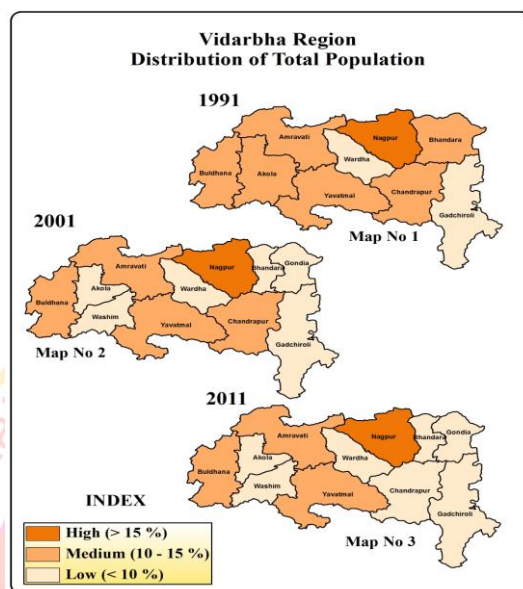 Vidarbha Region
Distribution of Total Population
1991
Amravati
Nagpur
Bhandara
Wardha
Buldhana
Akola
Yavatmal
Chandrapur
Gadchiroli
Map No 1
2001
Amravati
Nagpur
Bhandara
Gondia
Akola
Wardha
Buldhana
Washim
Yavatmal
Chandrapur
Gadchiroli
Map No 2
2011
Amravati
Nagpur
Bhandara
Gondia
Akola
Wardha
Buldhana
Washim
Yavatmal
Chandrapur
Gadchiroli
Map No 3
INDEX
High (> 15 %)
Medium (10 - 15 %)
Low (< 10 %)